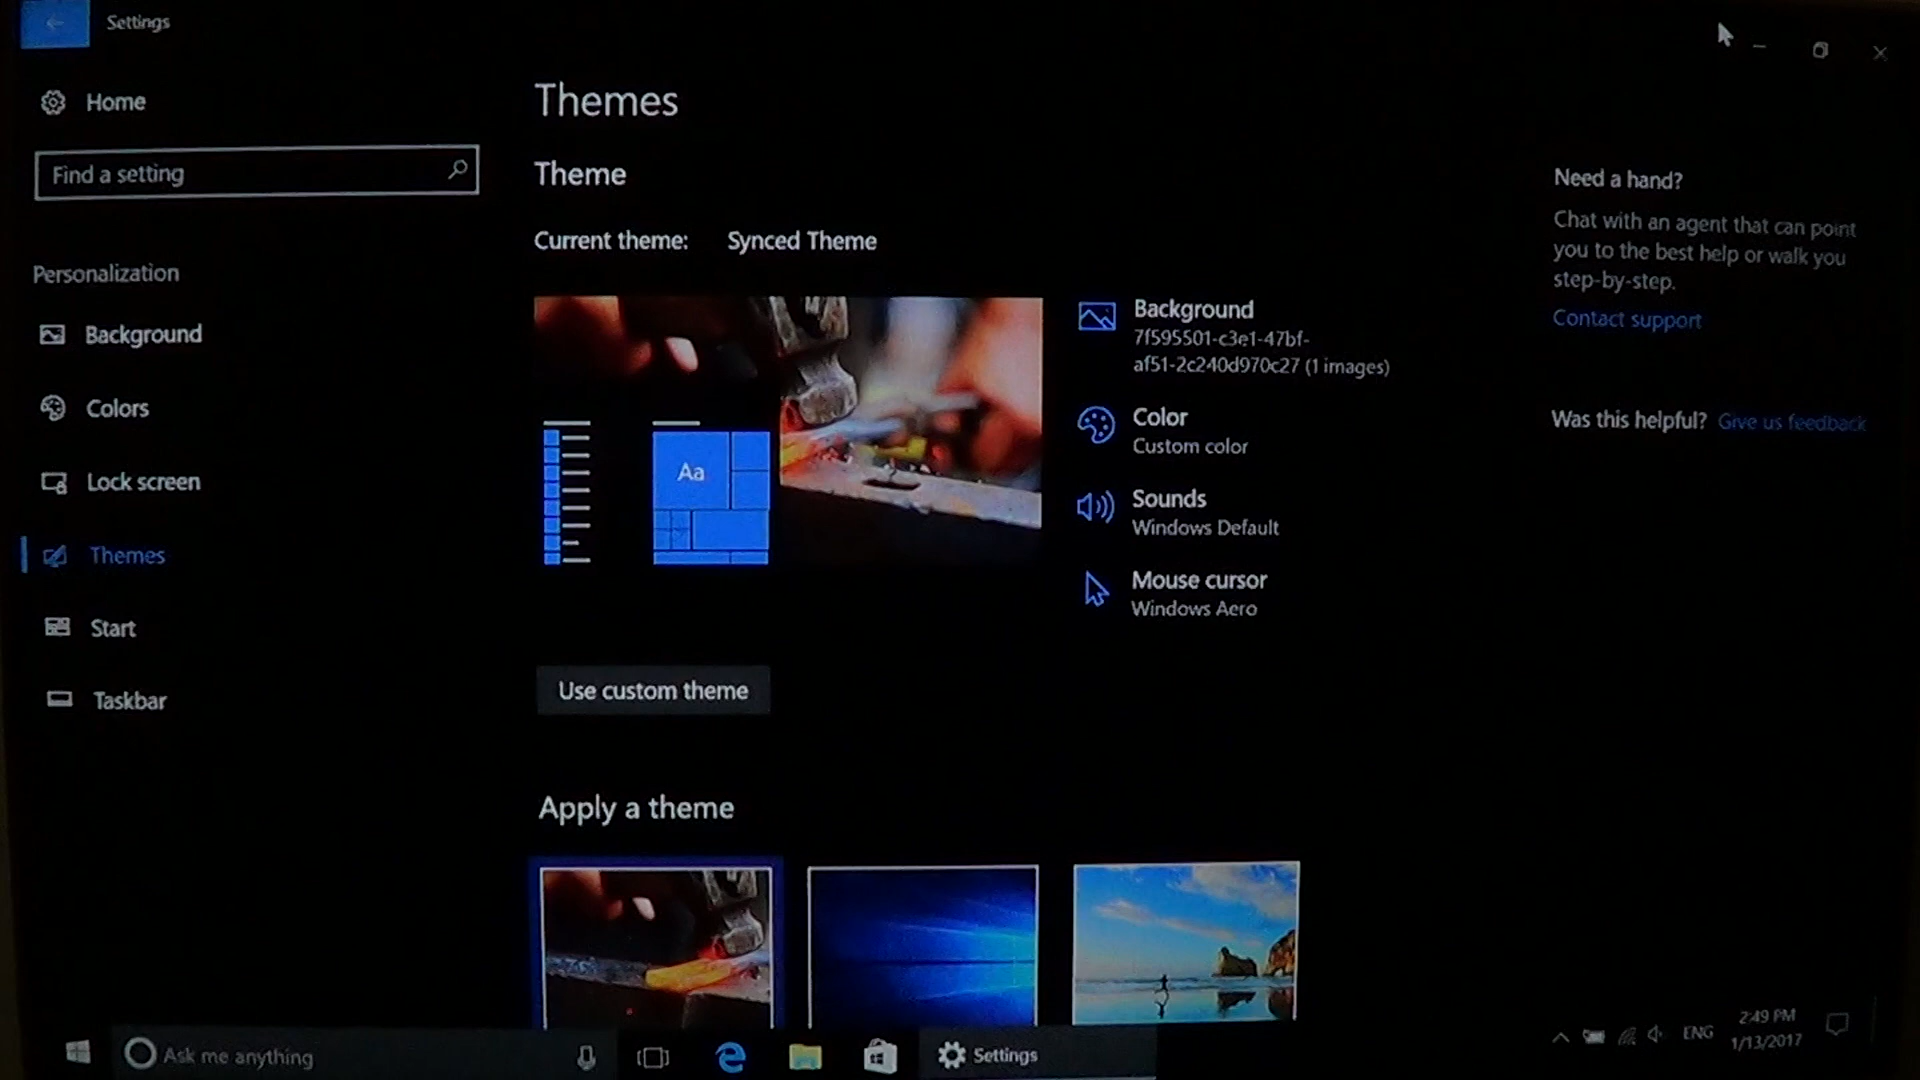 Settings
Home
Find a setting
Personalization
Background
Colors
Lock screen
Themes
Start
Taskbar
Themes
Theme
Current theme: Synced Theme
Aa
Background
7f595501-c3e1-47bf-
af51-2c240d970c27 (1 images)
Color
Custom color
Sounds
Windows Default
Mouse cursor
Windows Aero
Use custom theme
Apply a theme
Need a hand?
Chat with an agent that can point
you to the best help or walk you
step-by-step.
Contact support
Was this helpful? Give us feedback
Ask me anything
Settings
ENG
2:49 PM
1/13/2017